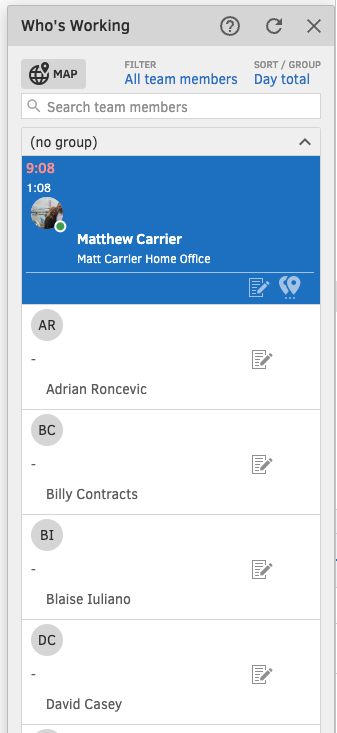 Who's Working
MAP
FILTER
All team members
SORT / GROUP
Day total
Search team members
(no group)
9:08
1:08
Matthew Carrier
Matt Carrier Home Office
AR
-
Adrian Roncevic
BC
-
Billy Contracts
BI
-
Blaise Iuliano
DC
-
David Casey